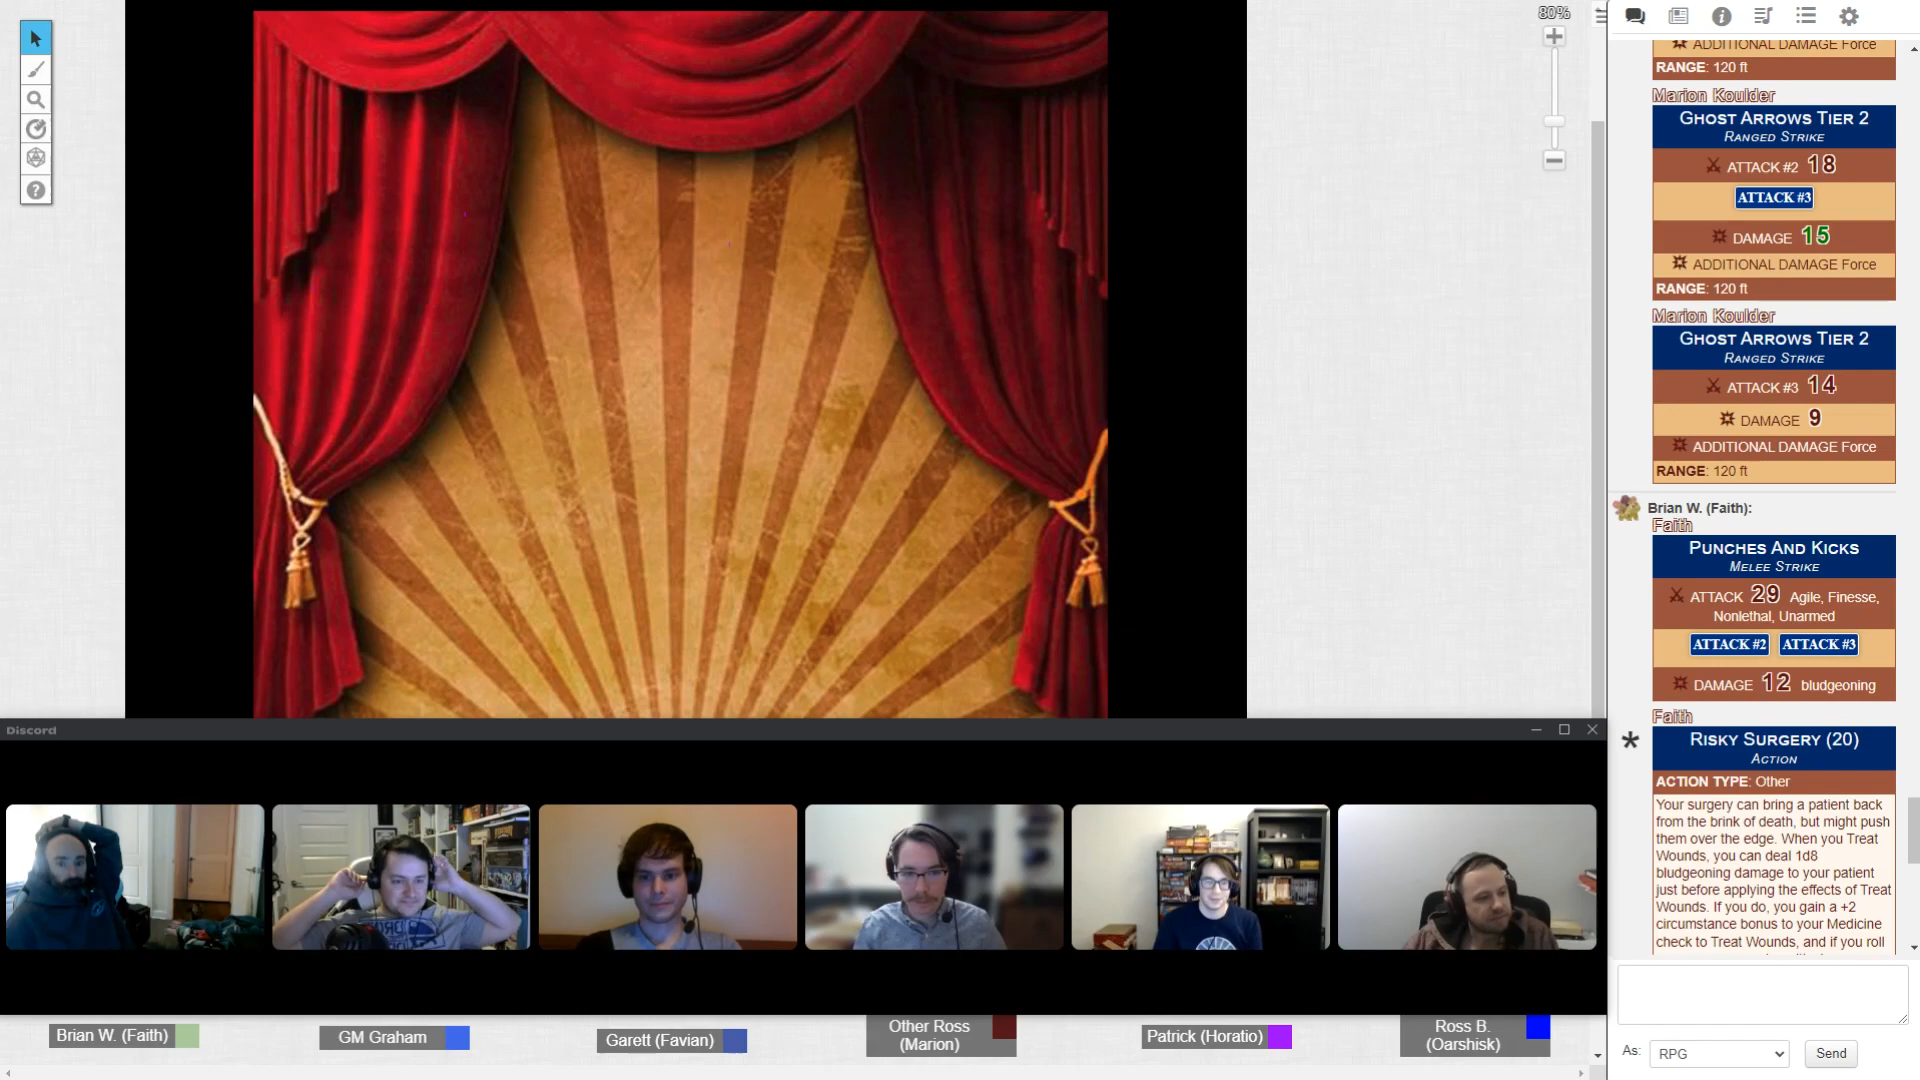 80%
ADDITIONAL DAMAGE Force
RANGE: 120 ft
Marion Koulder
Ghost Arrows Tier 2
Ranged Strike
ATTACK #2 18
ATTACK #3
DAMAGE 15
ADDITIONAL DAMAGE Force
RANGE: 120 ft
Marion Koulder
Ghost Arrows Tier 2
Ranged Strike
ATTACK #3 14
DAMAGE 9
ADDITIONAL DAMAGE Force
RANGE: 120 ft
Brian W. (Faith):
Faith
Punches And Kicks
Melee Strike
ATTACK 29 Agile, Finesse,
Nonlethal, Unarmed
ATTACK #2 ATTACK #3
DAMAGE 12 bludgeoning
Faith
Risky Surgery (20)
Action
ACTION TYPE: Other
Your surgery can bring a patient back
from the brink of death, but might push
them over the edge. When you Treat
Wounds, you can deal 1d8
bludgeoning damage to your patient
just before applying the effects of Treat
Wounds. If you do, you gain a +2
circumstance bonus to your Medicine
check to Treat Wounds, and if you roll
As:
RPG
Send
Discord
Brian W. (Faith)
GM Graham
Garett (Favian)
Other Ross
(Marion)
Patrick (Horatio)
Ross B.
(Oarshisk)